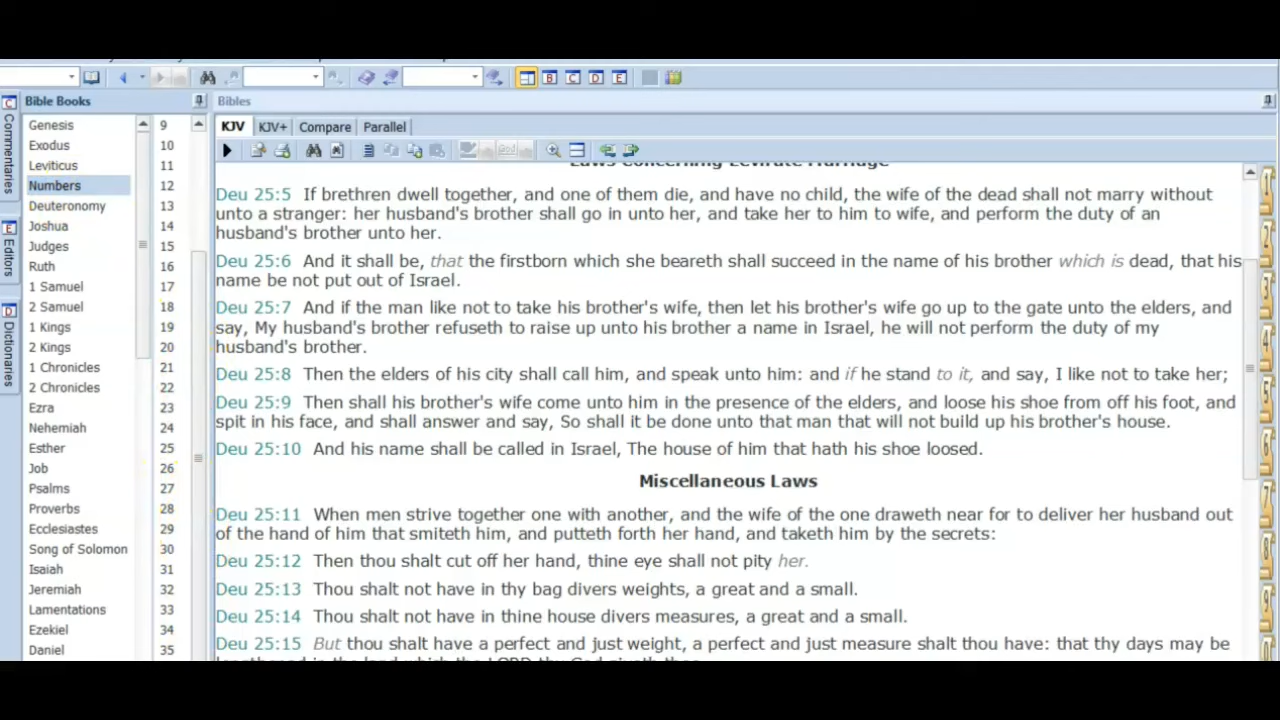 Bible Books
Bibles
KJV KJV+ Compare Parallel
Commentaries
Editors
Dictionaries
Genesis 9
Exodus 10
Leviticus 11
Numbers 12
Deuteronomy 13
Joshua 14
Judges 15
Ruth 16
1 Samuel 17
2 Samuel 18
1 Kings 19
2 Kings 20
1 Chronicles 21
2 Chronicles 22
Ezra 23
Nehemiah 24
Esther 25
Job 26
Psalms 27
Proverbs 28
Ecclesiastes 29
Song of Solomon 30
Isaiah 31
Jeremiah 32
Lamentations 33
Ezekiel 34
Daniel 35
Laws Concerning Levirate Marriage
Deu 25:5 If brethren dwell together, and one of them die, and have no child, the wife of the dead shall not marry without
unto a stranger: her husband's brother shall go in unto her, and take her to him to wife, and perform the duty of an
husband's brother unto her.
Deu 25:6 And it shall be, that the firstborn which she beareth shall succeed in the name of his brother which is dead, that his
name be not put out of Israel.
Deu 25:7 And if the man like not to take his brother's wife, then let his brother's wife go up to the gate unto the elders, and
say, My husband's brother refuseth to raise up unto his brother a name in Israel, he will not perform the duty of my
husband's brother.
Deu 25:8 Then the elders of his city shall call him, and speak unto him: and if he stand to it, and say, I like not to take her;
Deu 25:9 Then shall his brother's wife come unto him in the presence of the elders, and loose his shoe from off his foot, and
spit in his face, and shall answer and say, So shall it be done unto that man that will not build up his brother's house.
Deu 25:10 And his name shall be called in Israel, The house of him that hath his shoe loosed.
Miscellaneous Laws
Deu 25:11 When men strive together one with another, and the wife of the one draweth near for to deliver her husband out
of the hand of him that smiteth him, and putteth forth her hand, and taketh him by the secrets:
Deu 25:12 Then thou shalt cut off her hand, thine eye shall not pity her.
Deu 25:13 Thou shalt not have in thy bag divers weights, a great and a small.
Deu 25:14 Thou shalt not have in thine house divers measures, a great and a small.
Deu 25:15 But thou shalt have a perfect and just weight, a perfect and just measure shalt thou have: that thy days may be
lengthened in the land which the LORD thy God giveth thee.